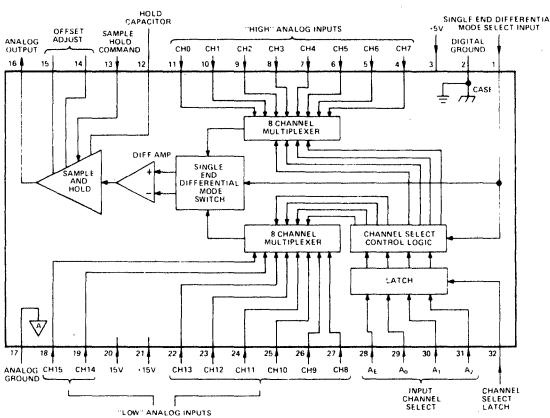 HOLD
CAPACITOR
ANALOG
OUTPUT
OFFSET
ADJUST
SAMPLE
HOLD
COMMAND
"HIGH" ANALOG INPUTS
CH0 CH1 CH2 CH3 CH4 CH5 CH6 CH7
+5V
DIGITAL
GROUND
SINGLE END DIFFERENTIA
MODE SELECT INPUT
16 15 14 13 12 11 10 9 8 7 6 5 4 3 2 1
CASE
8 CHANNEL
MULTIPLEXER
DIFF AMP
+
−
SAMPLE
AND
HOLD
SINGLE
END
DIFFERENTIAL
MODE
SWITCH
8 CHANNEL
MULTIPLEXER
CHANNEL SELECT
CONTROL LOGIC
LATCH
A
17 18 19 20 21 22 23 24 25 26 27 28 29 30 31 32
ANALOG
GROUND
CH15 CH14 15V +15V CH13 CH12 CH11 CH10 CH9 CH8 AE A0 A1 A2
CHANNEL
SELECT
LATCH
INPUT
CHANNEL
SELECT
"LOW" ANALOG INPUTS